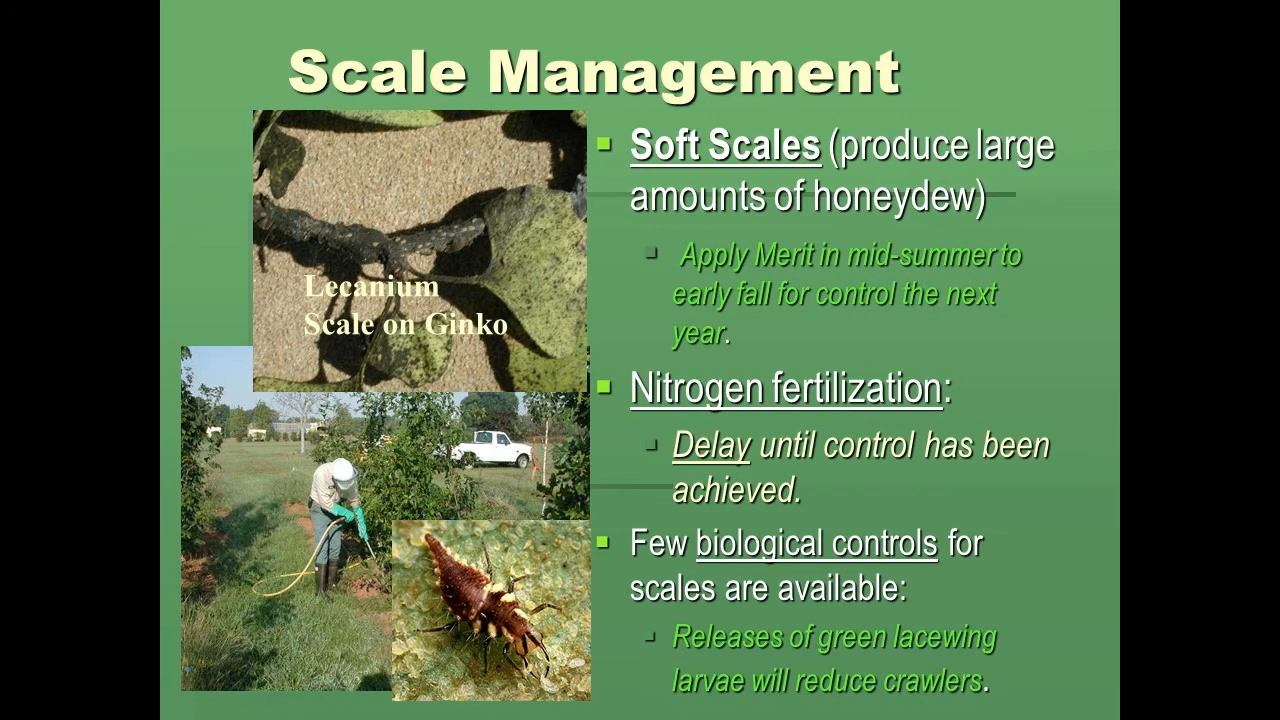 Scale Management
Soft Scales (produce large
amounts of honeydew)
Apply Merit in mid-summer to
early fall for control the next
year.
Lecanium
Scale on Ginko
Nitrogen fertilization:
Delay until control has been
achieved.
Few biological controls for
scales are available:
Releases of green lacewing
larvae will reduce crawlers.